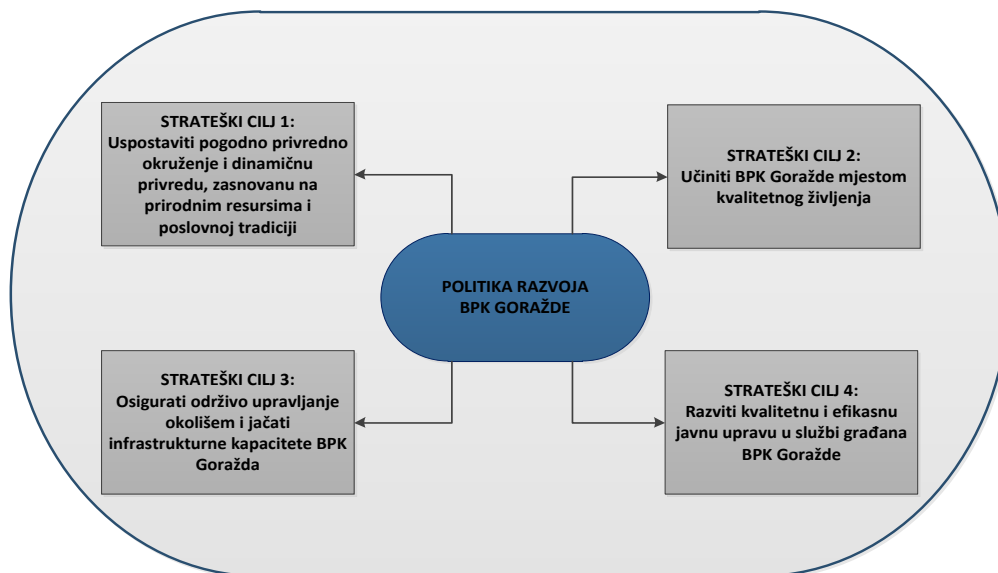 STRATEŠKI CILJ 1:
Uspostaviti pogodno privredno
okruženje i dinamičnu
privredu, zasnovanu na
prirodnim resursima i
poslovnoj tradiciji
STRATEŠKI CILJ 2:
Učiniti BPK Goražde mjestom
kvalitetnog življenja
POLITIKA RAZVOJA
BPK GORAŽDE
STRATEŠKI CILJ 3:
Osigurati održivo upravljanje
okolišem i jačati
infrastrukturne kapacitete BPK
Goražda
STRATEŠKI CILJ 4:
Razviti kvalitetnu i efikasnu
javnu upravu u službi građana
BPK Goražde